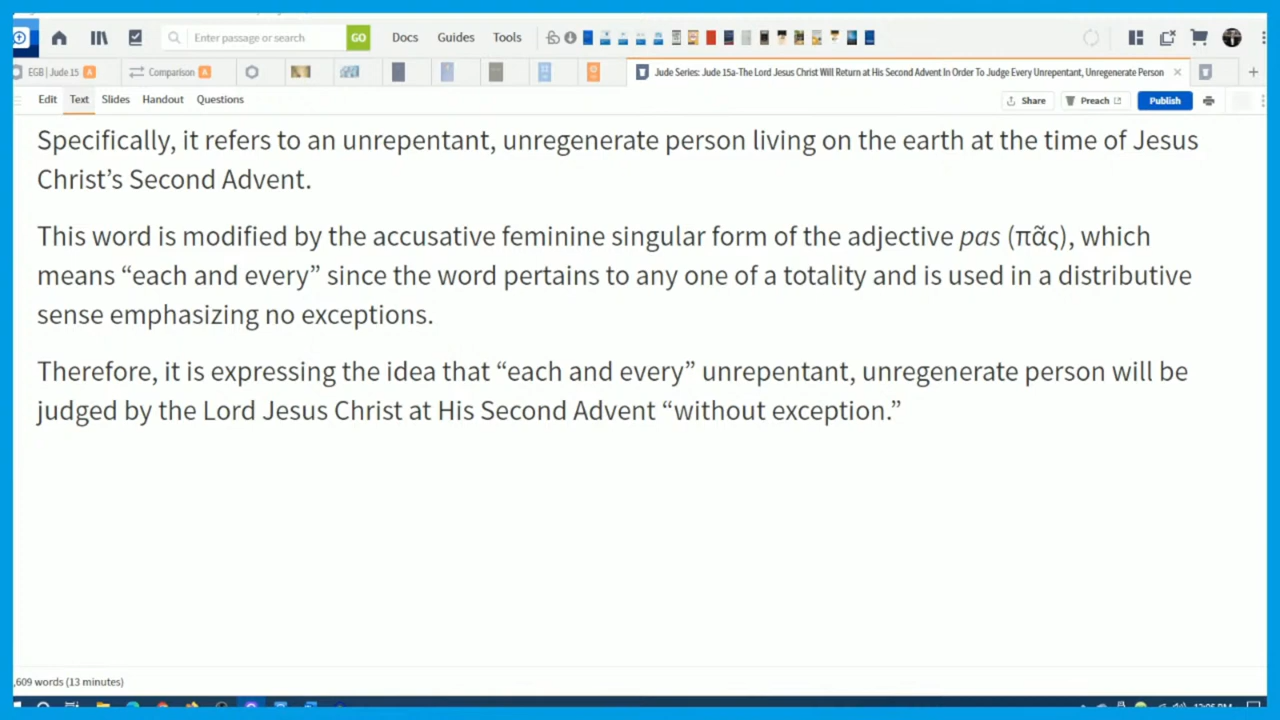 Enter passage or search
GO
Docs
Guides
Tools
EGB | Jude 15
A
Comparison
A
Jude Series: Jude 15a-The Lord Jesus Christ Will Return at His Second Advent In Order To Judge Every Unrepentant, Unregenerate Person
Edit
Text
Slides
Handout
Questions
Share
Preach
Publish
Specifically, it refers to an unrepentant, unregenerate person living on the earth at the time of Jesus
Christ’s Second Advent.
This word is modified by the accusative feminine singular form of the adjective pas (πᾶς), which
means “each and every” since the word pertains to any one of a totality and is used in a distributive
sense emphasizing no exceptions.
Therefore, it is expressing the idea that “each and every” unrepentant, unregenerate person will be
judged by the Lord Jesus Christ at His Second Advent “without exception.”
,609 words (13 minutes)